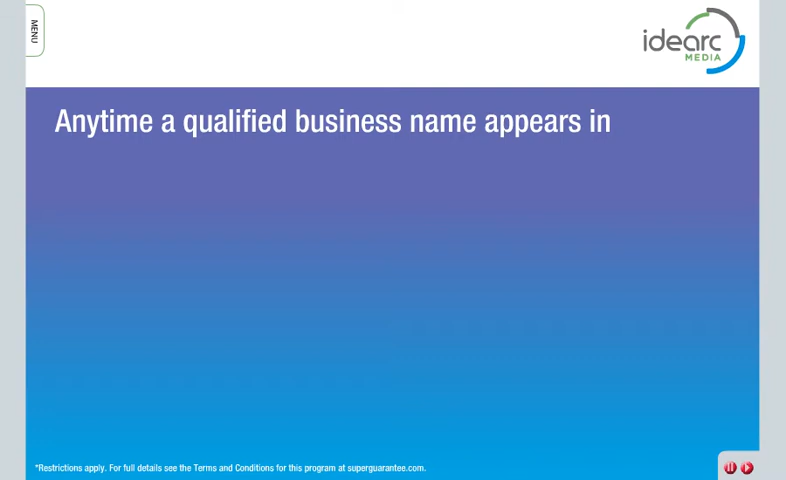 MENU
idearc
MEDIA
Anytime a qualified business name appears in
*Restrictions apply. For full details see the Terms and Conditions for this program at superguarantee.com.